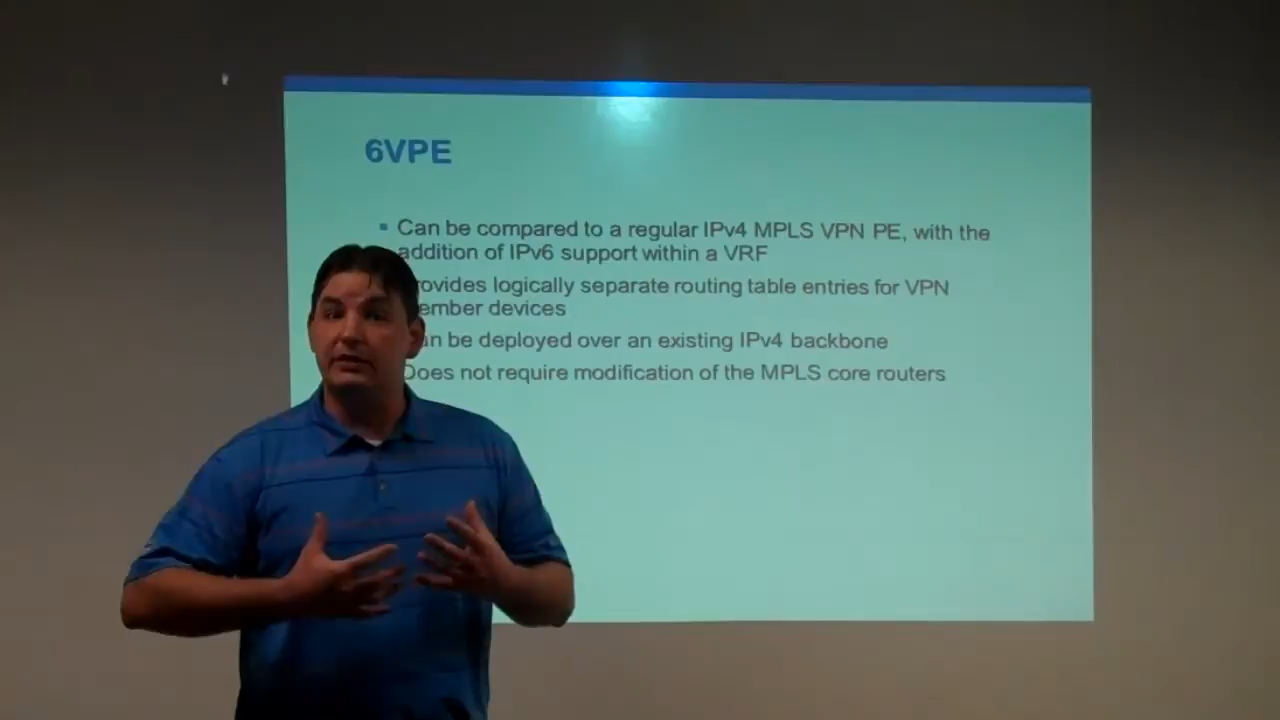 6VPE
Can be compared to a regular IPv4 MPLS VPN PE, with the
addition of IPv6 support within a VRF
rovides logically separate routing table entries for VPN
ember devices
an be deployed over an existing IPv4 backbone
Does not require modification of the MPLS core routers